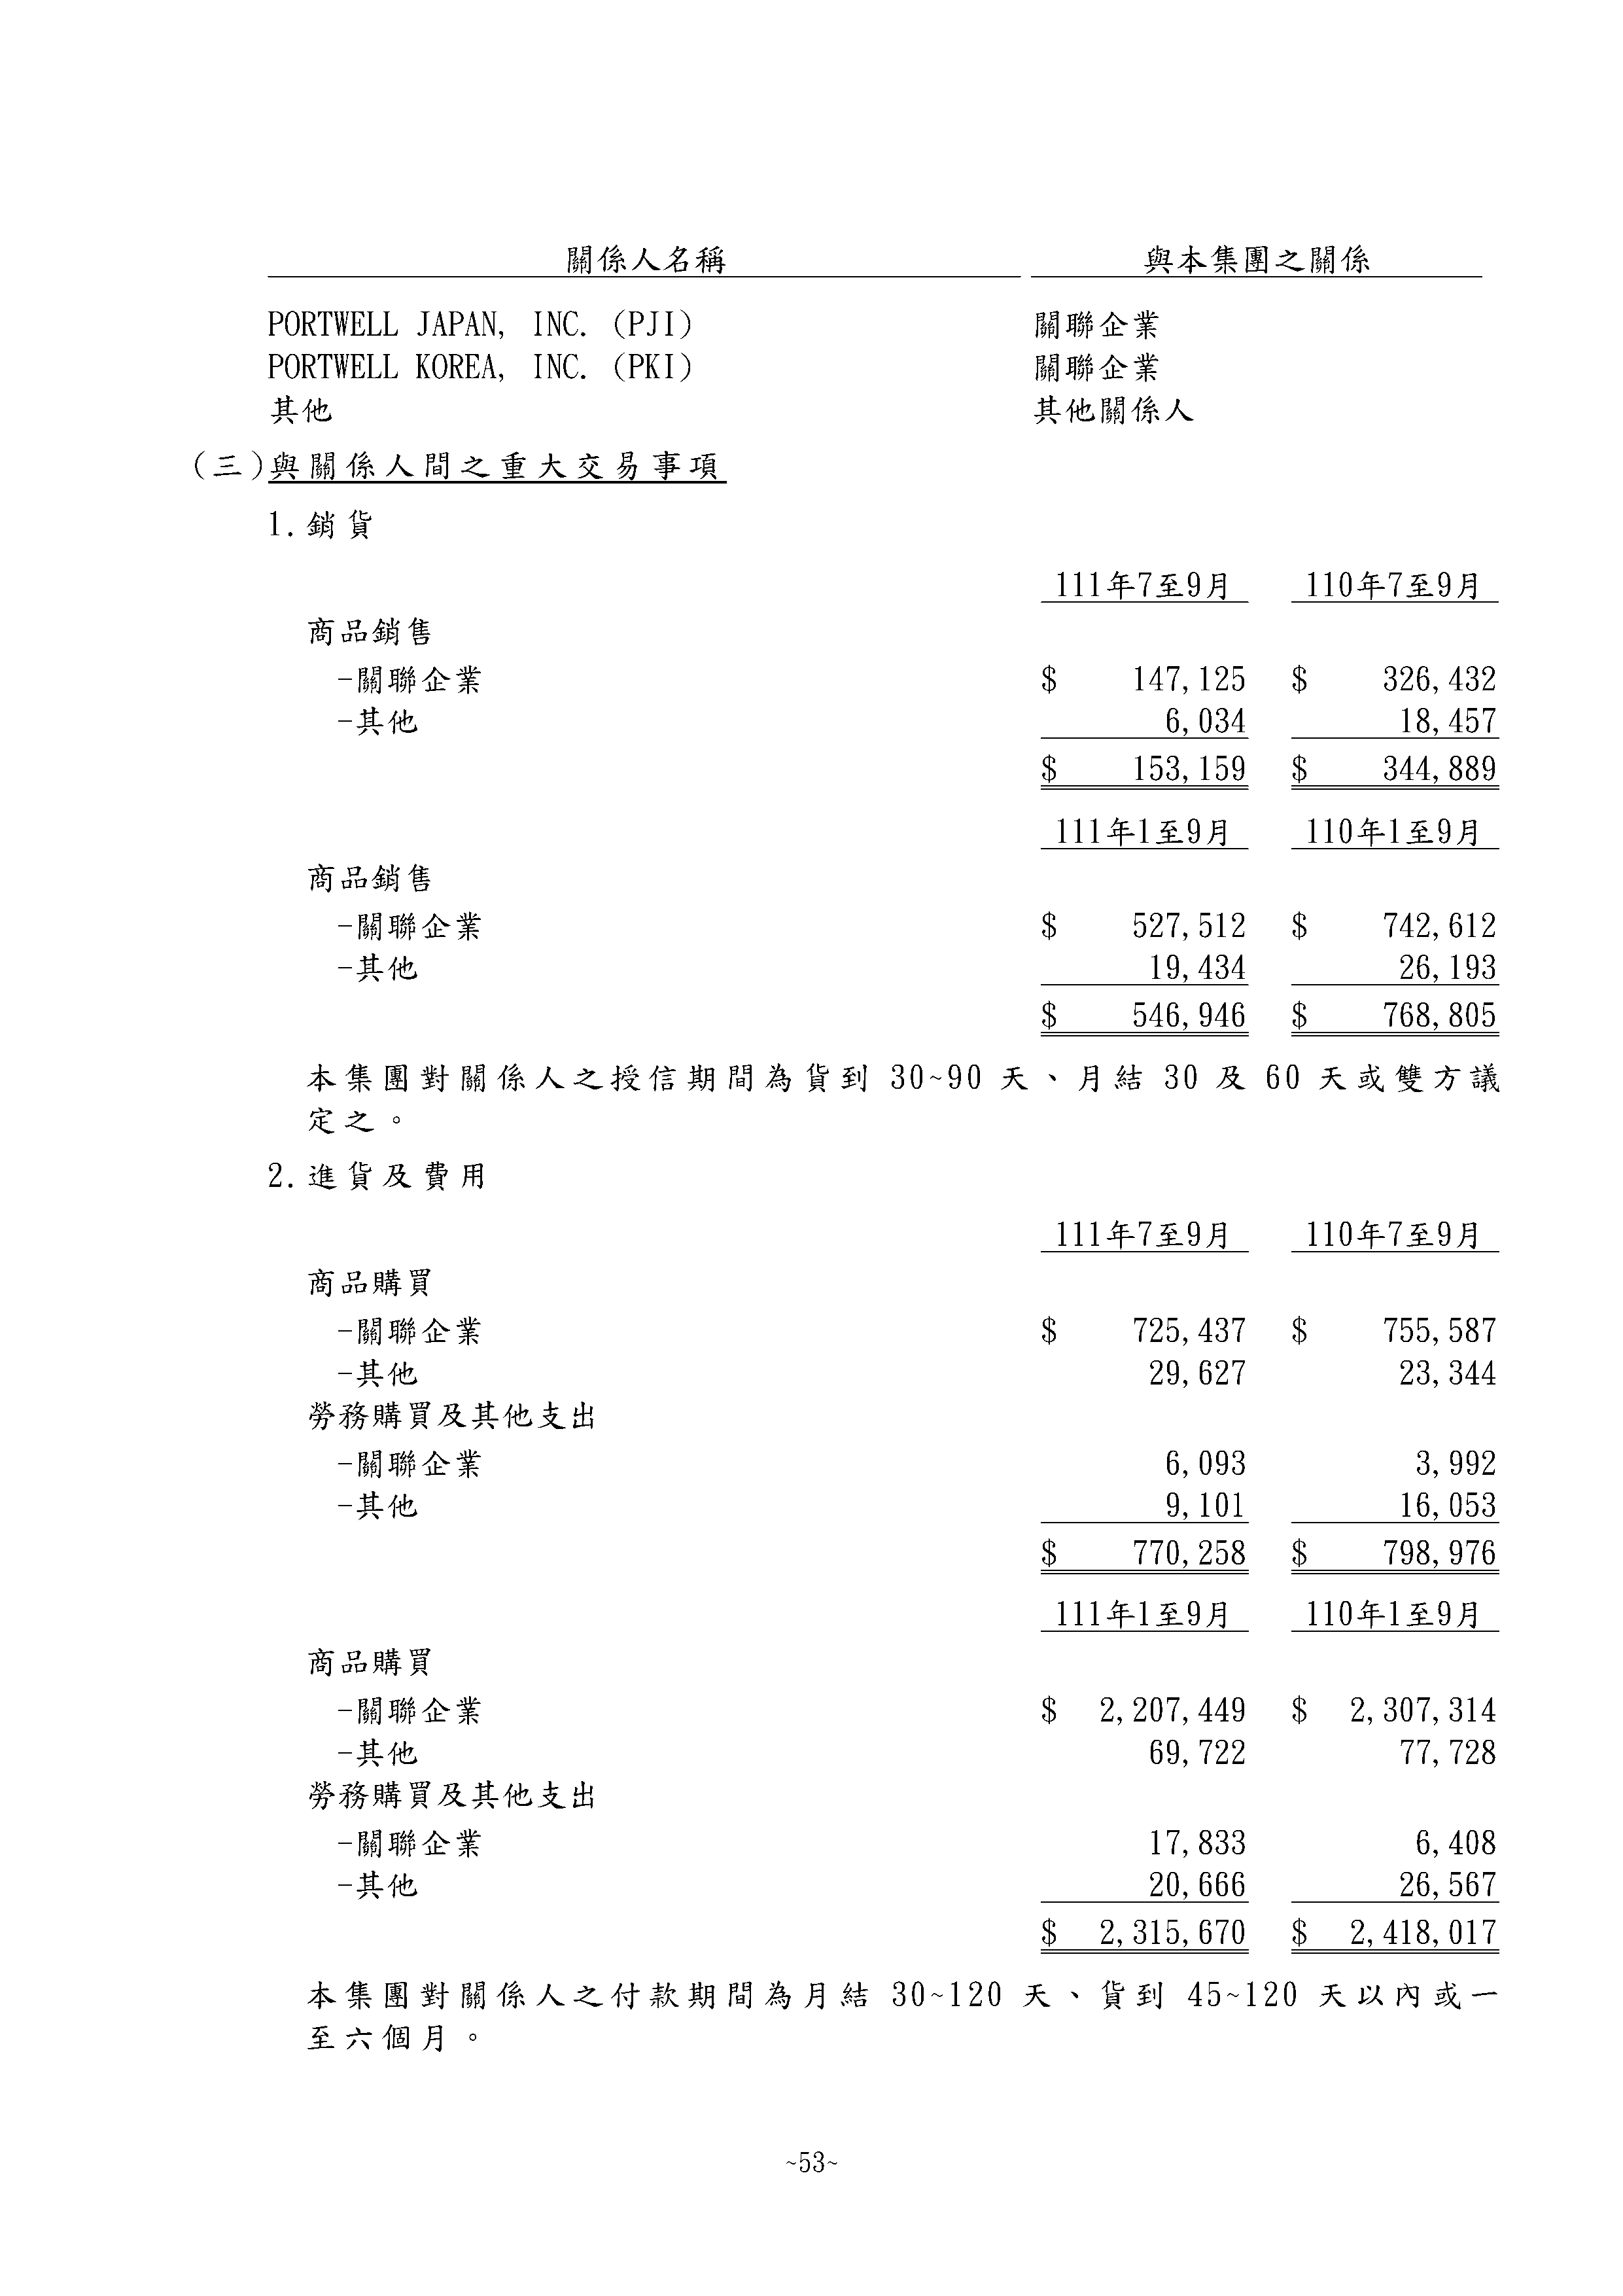 關係人名稱 與本集團之關係
PORTWELL JAPAN, INC. (PJI) 關聯企業
PORTWELL KOREA, INC. (PKI) 關聯企業
其他 其他關係人
(三)與關係人間之重大交易事項
1.銷貨
111年7至9月 110年7至9月
商品銷售
-關聯企業 $ 147,125 $ 326,432
-其他 6,034 18,457
$ 153,159 $ 344,889
111年1至9月 110年1至9月
商品銷售
-關聯企業 $ 527,512 $ 742,612
-其他 19,434 26,193
$ 546,946 $ 768,805
本集團對關係人之授信期間為貨到 30~90 天、月結 30 及 60 天或雙方議
定之。
2.進貨及費用
111年7至9月 110年7至9月
商品購買
-關聯企業 $ 725,437 $ 755,587
-其他 29,627 23,344
勞務購買及其他支出
-關聯企業 6,093 3,992
-其他 9,101 16,053
$ 770,258 $ 798,976
111年1至9月 110年1至9月
商品購買
-關聯企業 $ 2,207,449 $ 2,307,314
-其他 69,722 77,728
勞務購買及其他支出
-關聯企業 17,833 6,408
-其他 20,666 26,567
$ 2,315,670 $ 2,418,017
本集團對關係人之付款期間為月結 30~120 天、貨到 45~120 天以內或一
至六個月。
~53~